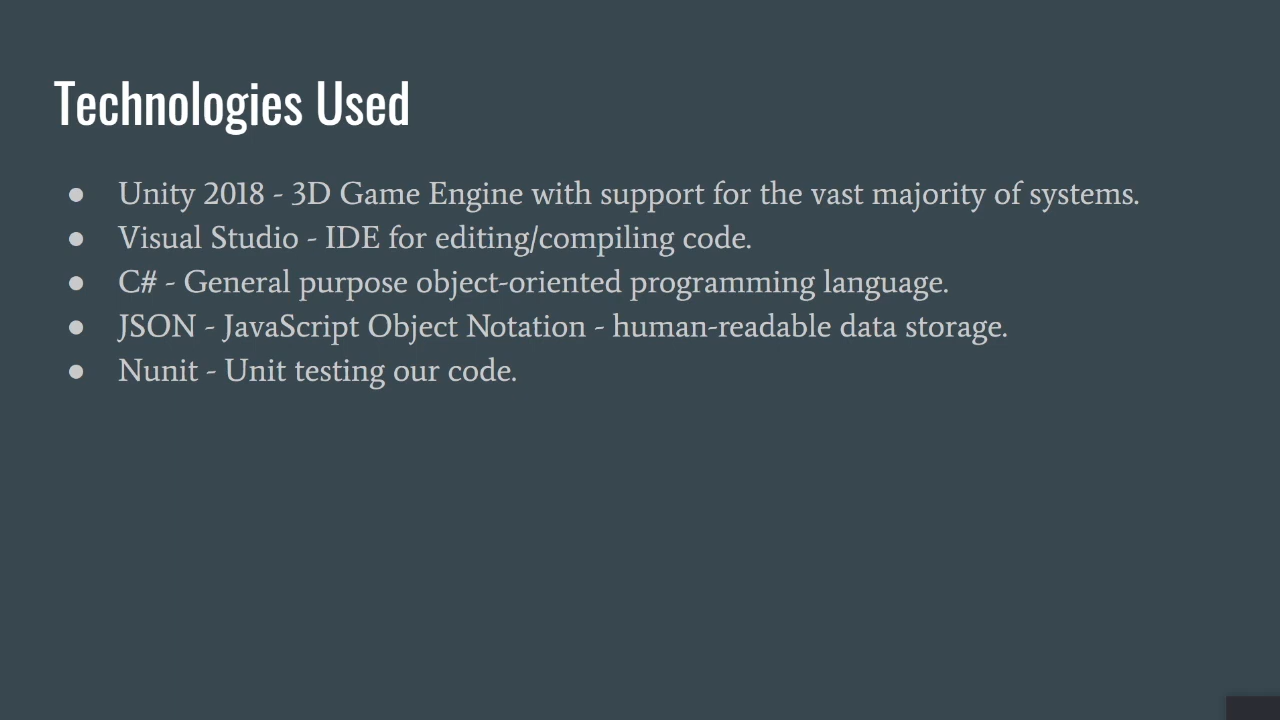 Technologies Used
● Unity 2018 - 3D Game Engine with support for the vast majority of systems.
● Visual Studio - IDE for editing/compiling code.
● C# - General purpose object-oriented programming language.
● JSON - JavaScript Object Notation - human-readable data storage.
● Nunit - Unit testing our code.